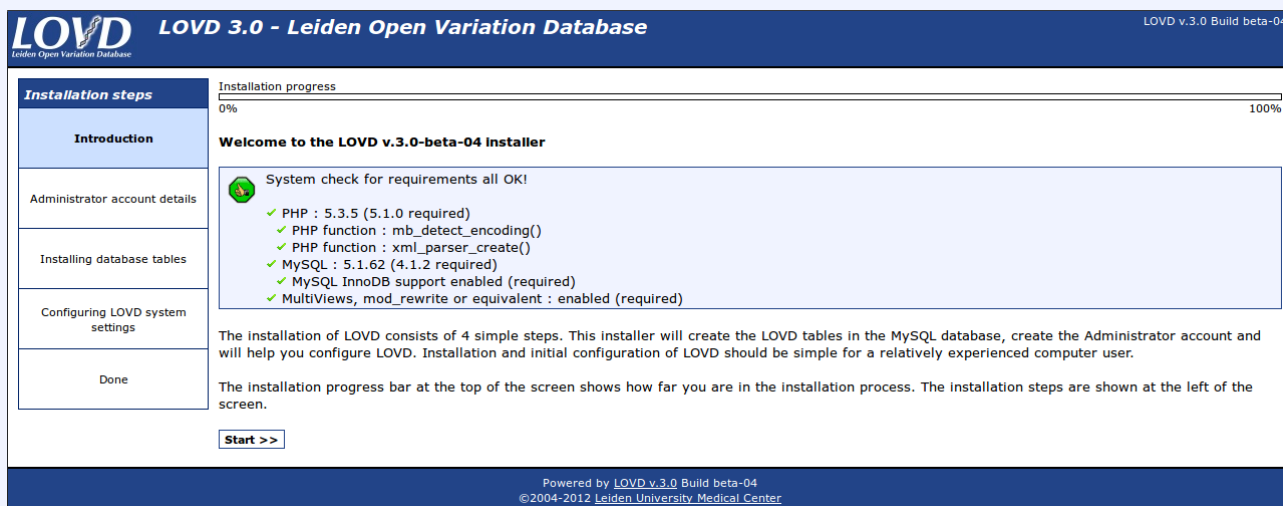 LOVD
Leiden Open Variation Database
LOVD 3.0 - Leiden Open Variation Database
LOVD v.3.0 Build beta-04
Installation steps
Introduction
Administrator account details
Installing database tables
Configuring LOVD system
settings
Done
Installation progress
0%
100%
Welcome to the LOVD v.3.0-beta-04 installer
System check for requirements all OK!
PHP : 5.3.5 (5.1.0 required)
PHP function : mb_detect_encoding()
PHP function : xml_parser_create()
MySQL : 5.1.62 (4.1.2 required)
MySQL InnoDB support enabled (required)
MultiViews, mod_rewrite or equivalent : enabled (required)
The installation of LOVD consists of 4 simple steps. This installer will create the LOVD tables in the MySQL database, create the Administrator account and
will help you configure LOVD. Installation and initial configuration of LOVD should be simple for a relatively experienced computer user.
The installation progress bar at the top of the screen shows how far you are in the installation process. The installation steps are shown at the left of the
screen.
Start >>
Powered by LOVD v.3.0 Build beta-04
©2004-2012 Leiden University Medical Center